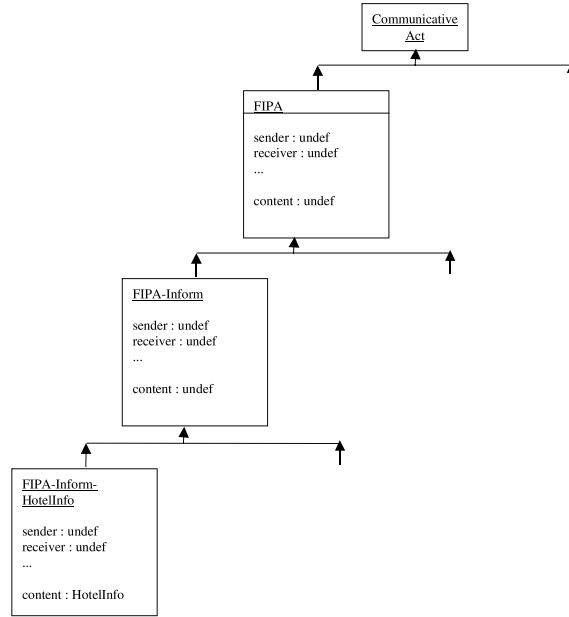 Communicative
Act
FIPA
sender : undef
receiver : undef
...
content : undef
FIPA-Inform
sender : undef
receiver : undef
...
content : undef
FIPA-Inform-
HotelInfo
sender : undef
receiver : undef
...
content : HotelInfo